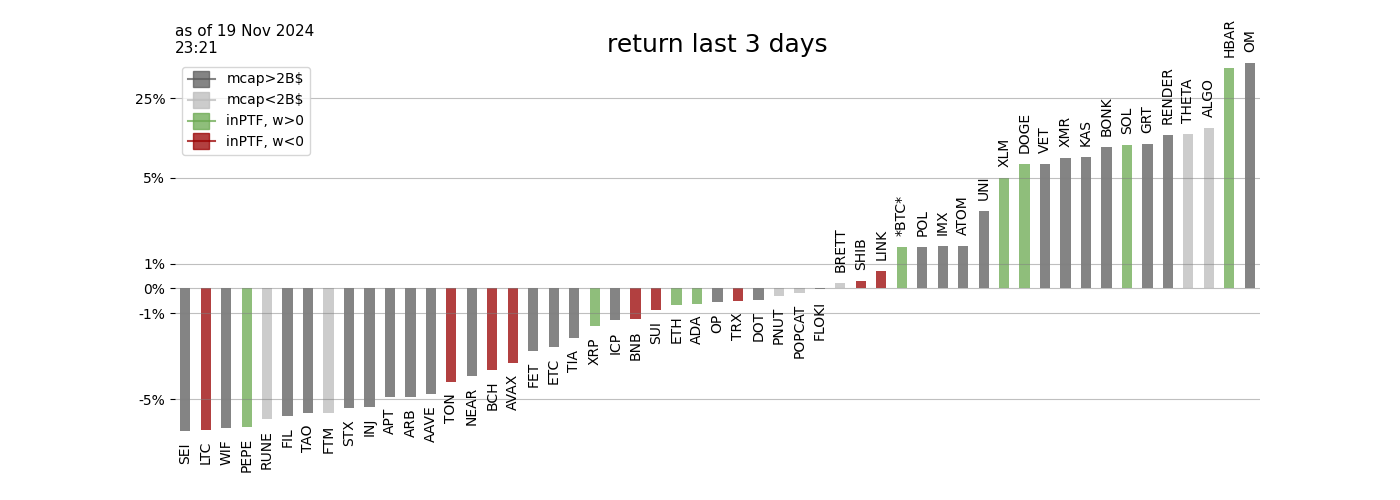 as of 19 Nov 2024
23:21
return last 3 days
mcap>2B$
mcap<2B$
inPTF, w>0
inPTF, w<0
25%
5%
1%
0%
-1%
-5%
SEI
LTC
WIF
PEPE
RUNE
FIL
TAO
FTM
STX
INJ
APT
ARB
AAVE
TON
NEAR
BCH
AVAX
FET
ETC
TIA
XRP
ICP
BNB
SUI
ETH
ADA
OP
TRX
DOT
PNUT
POPCAT
FLOKI
BRETT
SHIB
LINK
*BTC*
POL
IMX
ATOM
UNI
XLM
DOGE
VET
XMR
KAS
BONK
SOL
GRT
RENDER
THETA
ALGO
HBAR
OM